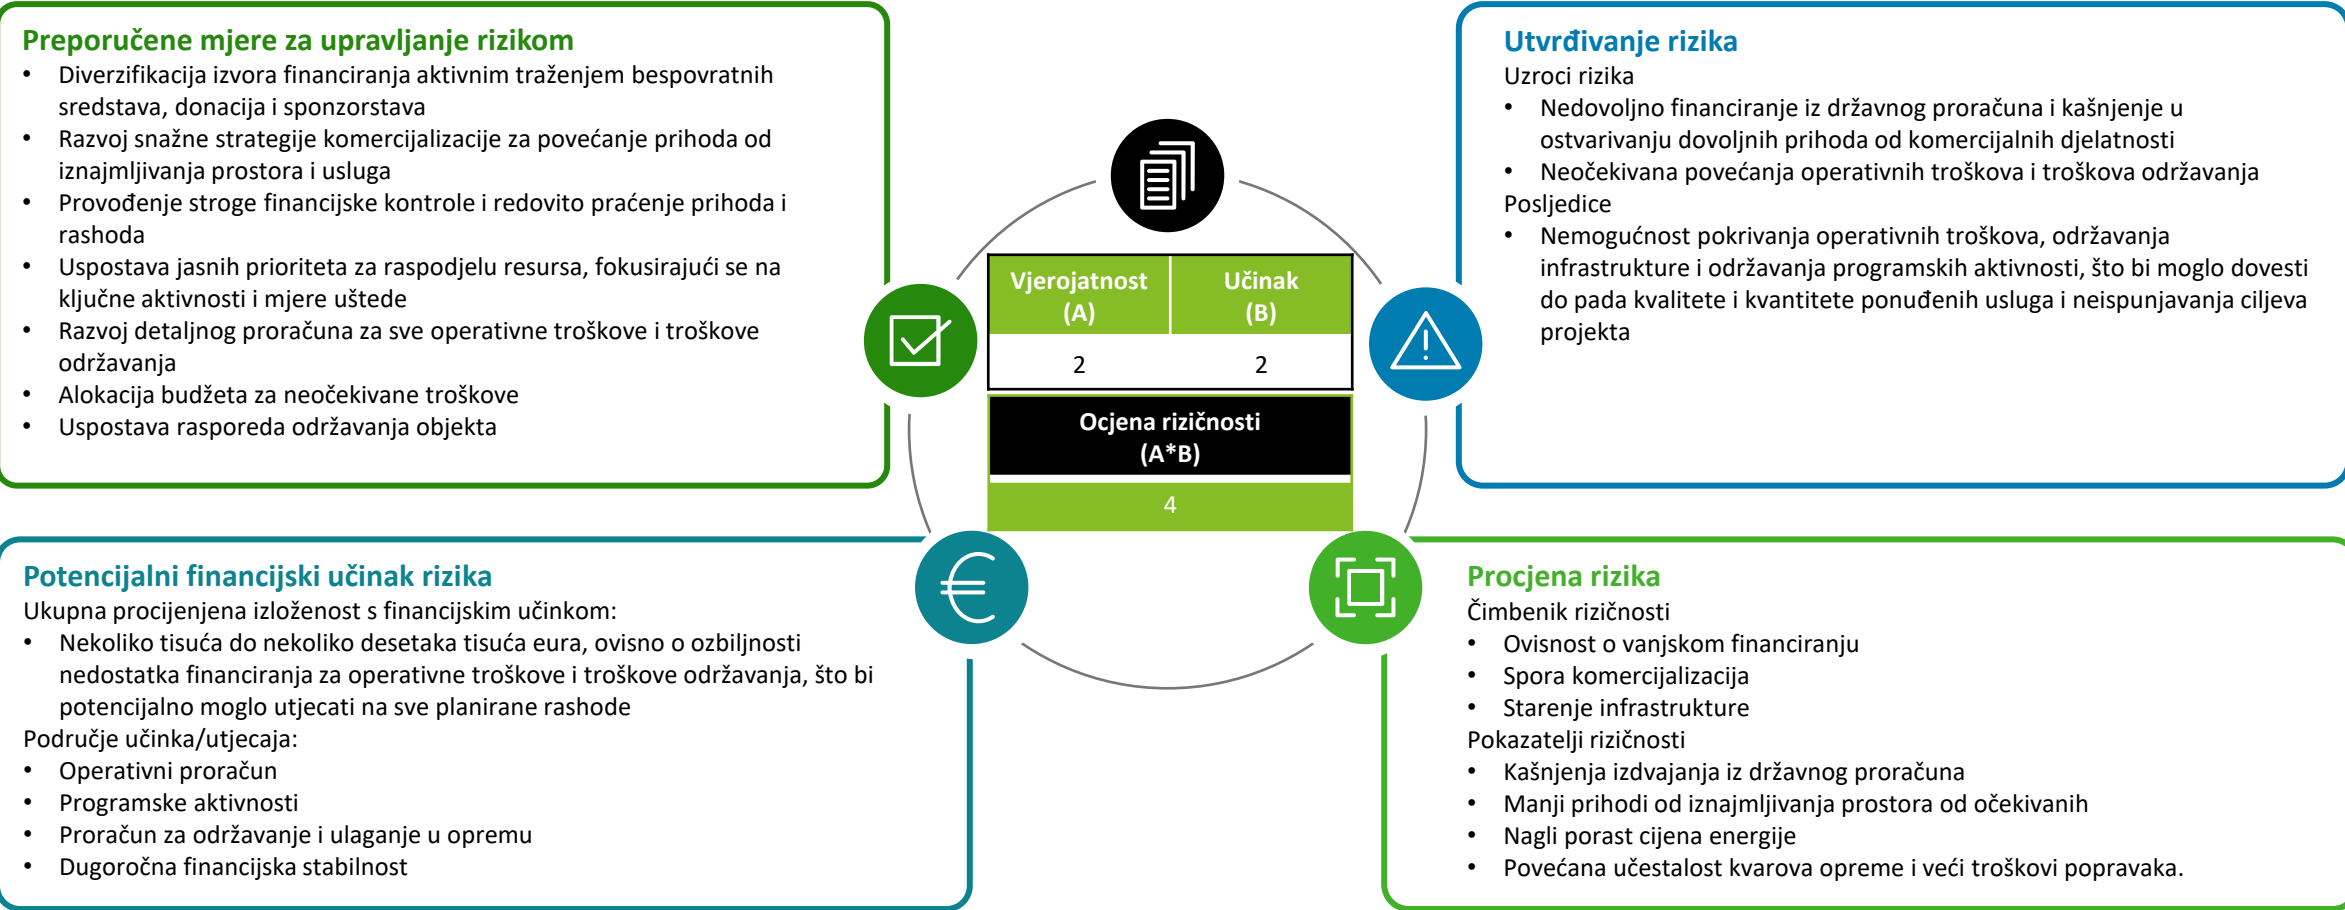 Preporučene mjere za upravljanje rizikom
• Diverzifikacija izvora financiranja aktivnim traženjem bespovratnih
sredstava, donacija i sponzorstava
• Razvoj snažne strategije komercijalizacije za povećanje prihoda od
iznajmljivanja prostora i usluga
• Provođenje stroge financijske kontrole i redovito praćenje prihoda i
rashoda
• Uspostava jasnih prioriteta za raspodjelu resursa, fokusirajući se na
ključne aktivnosti i mjere uštede
• Razvoj detaljnog proračuna za sve operativne troškove i troškove
održavanja
• Alokacija budžeta za neočekivane troškove
• Uspostava rasporeda održavanja objekta
Vjerojatnost
(A)
Učinak
(B)
2
2
Ocjena rizičnosti
(A*B)
4
Utvrđivanje rizika
Uzroci rizika
• Nedovoljno financiranje iz državnog proračuna i kašnjenje u
ostvarivanju dovoljnih prihoda od komercijalnih djelatnosti
• Neočekivana povećanja operativnih troškova i troškova održavanja
Posljedice
• Nemogućnost pokrivanja operativnih troškova, održavanja
infrastrukture i održavanja programskih aktivnosti, što bi moglo dovesti
do pada kvalitete i kvantitete ponuđenih usluga i neispunjavanja ciljeva
projekta
Potencijalni financijski učinak rizika
Ukupna procijenjena izloženost s financijskim učinkom:
• Nekoliko tisuća do nekoliko desetaka tisuća eura, ovisno o ozbiljnosti
nedostatka financiranja za operativne troškove i troškove održavanja, što bi
potencijalno moglo utjecati na sve planirane rashode
Područje učinka/utjecaja:
• Operativni proračun
• Programske aktivnosti
• Proračun za održavanje i ulaganje u opremu
• Dugoročna financijska stabilnost
Procjena rizika
Čimbenik rizičnosti
• Ovisnost o vanjskom financiranju
• Spora komercijalizacija
• Starenje infrastrukture
Pokazatelji rizičnosti
• Kašnjenja izdvajanja iz državnog proračuna
• Manji prihodi od iznajmljivanja prostora od očekivanih
• Nagli porast cijena energije
• Povećana učestalost kvarova opreme i veći troškovi popravaka.